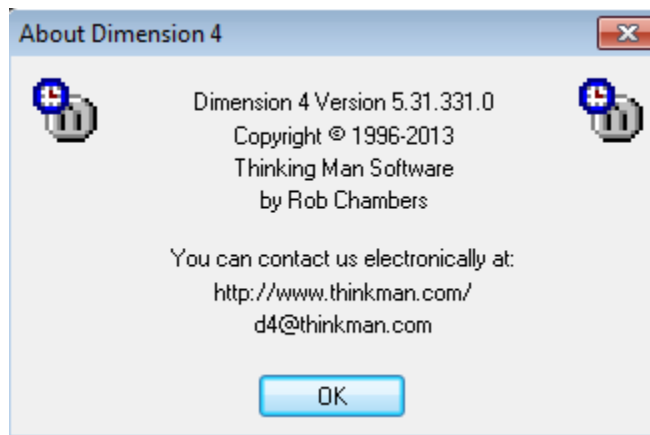 About Dimension 4
Dimension 4 Version 5.31.331.0
Copyright © 1996-2013
Thinking Man Software
by Rob Chambers
You can contact us electronically at:
http://www.thinkman.com/
d4@thinkman.com
OK